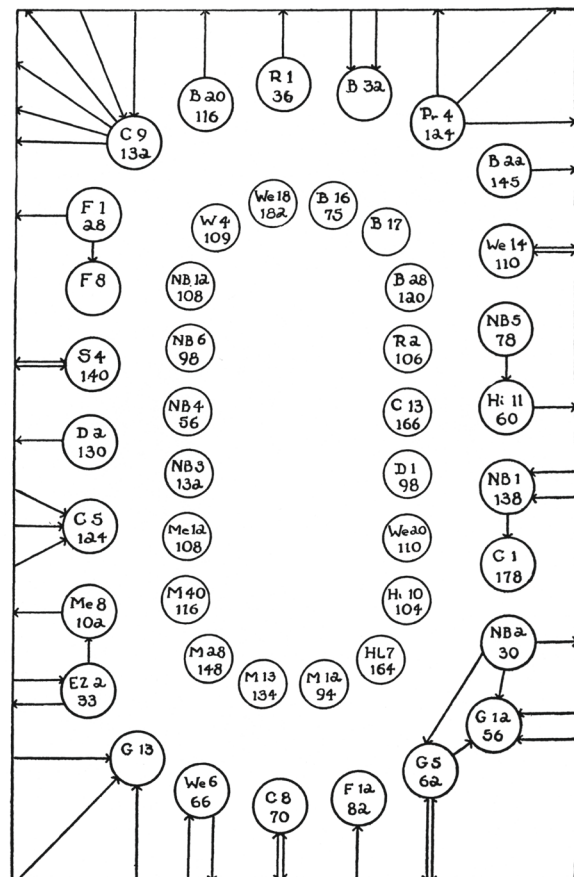 C 9
132
B 20
116
R 1
36
B 32
Pr 4
124
B 22
145
F 1
28
F 8
S 4
140
D 2
130
C 5
124
Me 8
102
EZ 2
33
G 13
We 6
66
C 8
70
F 12
82
G 5
62
G 12
56
NB 2
30
C 1
178
NB 1
138
Hi 11
60
NB 5
78
We 14
110
We 18
182
B 16
75
B 17
B 28
120
R 2
106
C 13
166
D 1
98
We 20
110
Hi 10
104
HL 7
164
M 12
94
M 13
134
M 28
148
M 40
116
Me 12
108
NB 3
132
NB 4
56
NB 6
98
NB 12
108
W 4
109